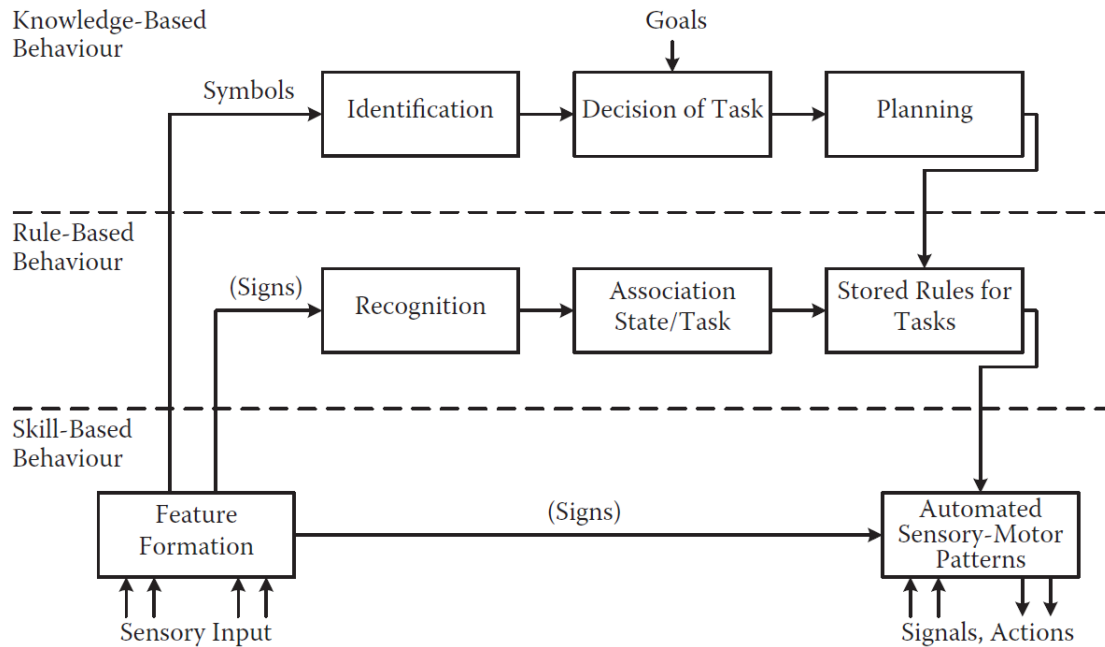 Knowledge-Based
Behaviour
Goals
Symbols
Identification
Decision of Task
Planning
Rule-Based
Behaviour
(Signs)
Recognition
Association
State/Task
Stored Rules for
Tasks
Skill-Based
Behaviour
Feature
Formation
(Signs)
Automated
Sensory-Motor
Patterns
Sensory Input
Signals, Actions